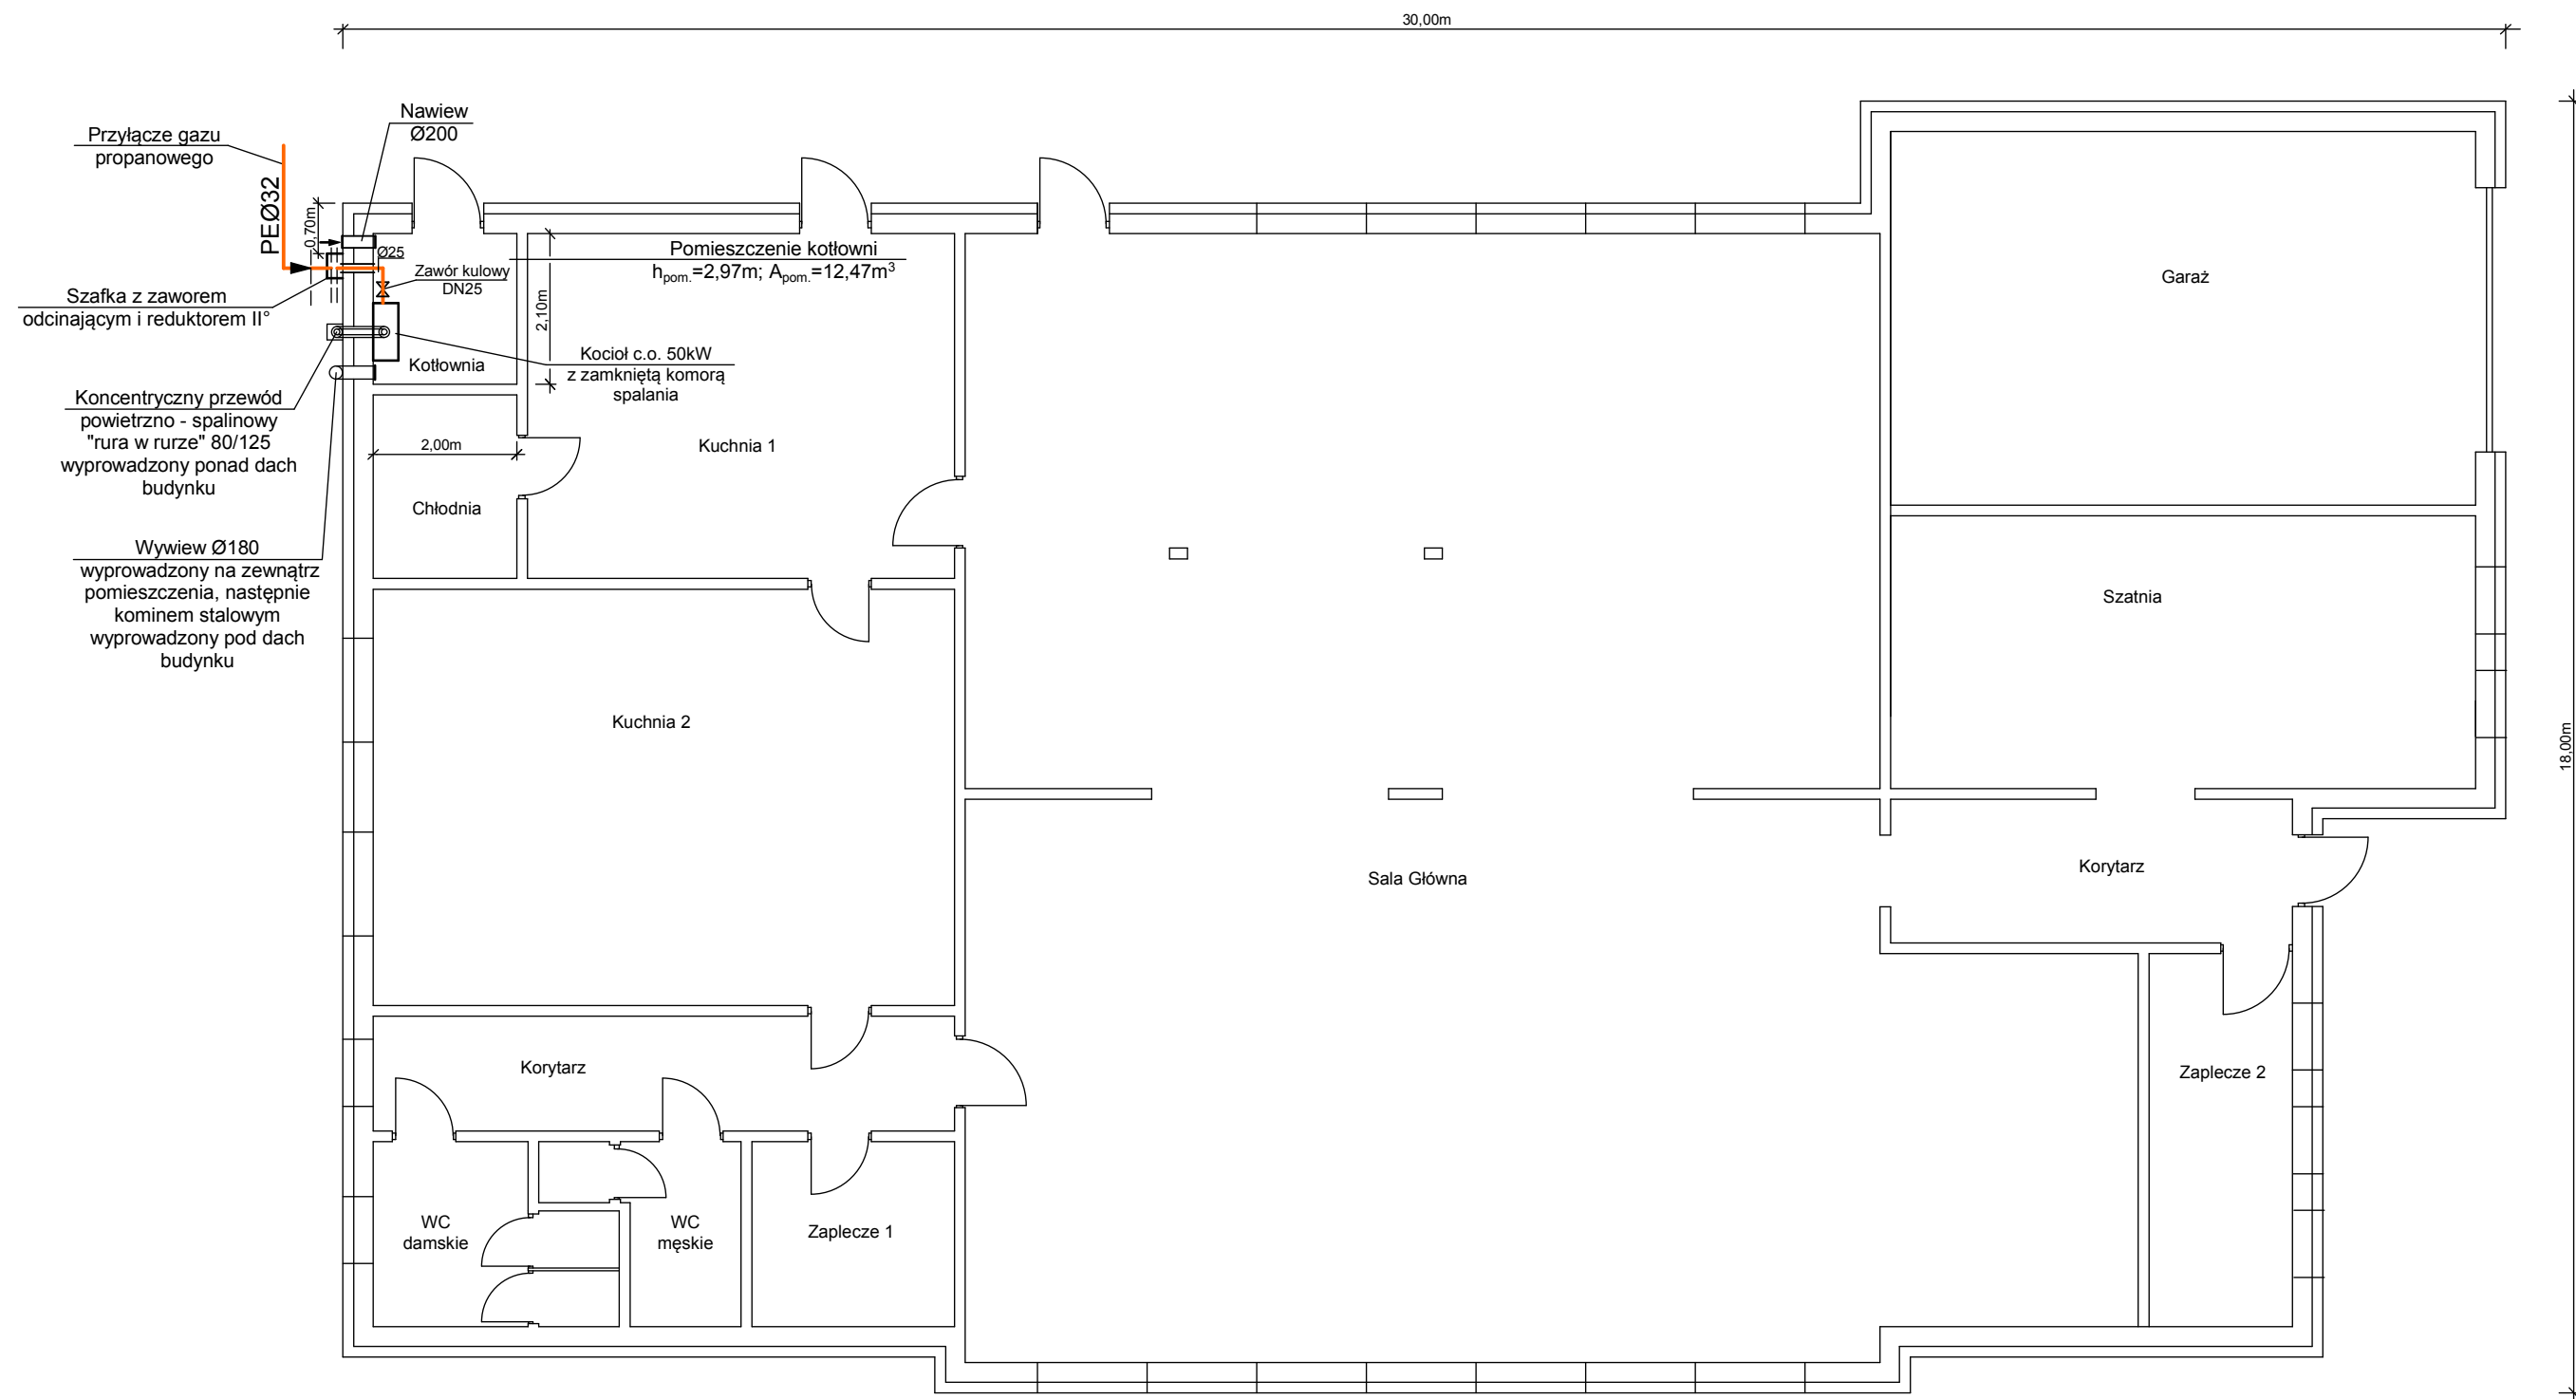 30,00m
Nawiew
Ø200
Przyłącze gazu
propanowego
PEØ32
0,70m
Ø25
Zawór kulowy
DN25
Pomieszczenie kotłowni
hpom.=2,97m; Apom.=12,47m³
Szafka z zaworem
odcinającym i reduktorem II°
2,10m
Kotłownia
Kocioł c.o. 50kW
z zamkniętą komorą
spalania
Koncentryczny przewód
powietrzno - spalinowy
"rura w rurze" 80/125
wyprowadzony ponad dach
budynku
2,00m
Kuchnia 1
Chłodnia
Wywiew Ø180
wyprowadzony na zewnątrz
pomieszczenia, następnie
kominem stalowym
wyprowadzony pod dach
budynku
Garaż
Szatnia
Kuchnia 2
18,00m
Sala Główna
Korytarz
Korytarz
Zaplecze 2
WC
damskie
WC
męskie
Zaplecze 1